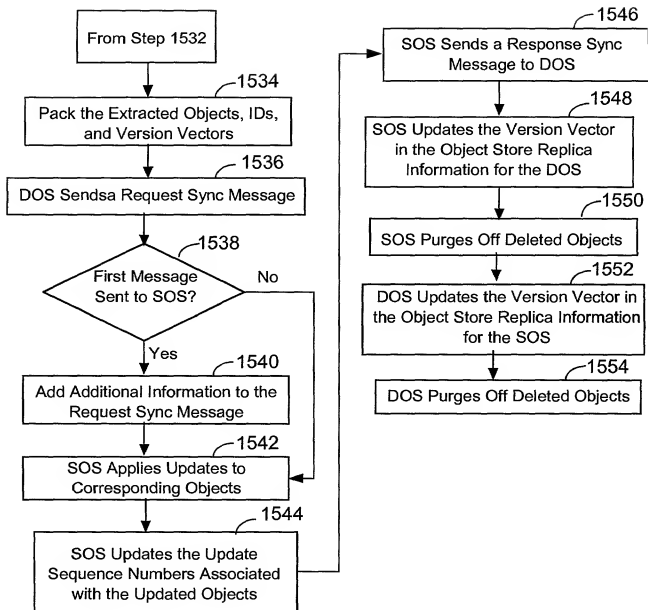 From Step 1532
1534
Pack the Extracted Objects, IDs,
and Version Vectors
1536
DOS Sendsa Request Sync Message
1538
First Message
Sent to SOS?
No
Yes
1540
Add Additional Information to the
Request Sync Message
1542
SOS Applies Updates to
Corresponding Objects
1544
SOS Updates the Update
Sequence Numbers Associated
with the Updated Objects
1546
SOS Sends a Response Sync
Message to DOS
1548
SOS Updates the Version Vector
in the Object Store Replica
Information for the DOS
1550
SOS Purges Off Deleted Objects
1552
DOS Updates the Version Vector in
the Object Store Replica Information
for the SOS
1554
DOS Purges Off Deleted Objects